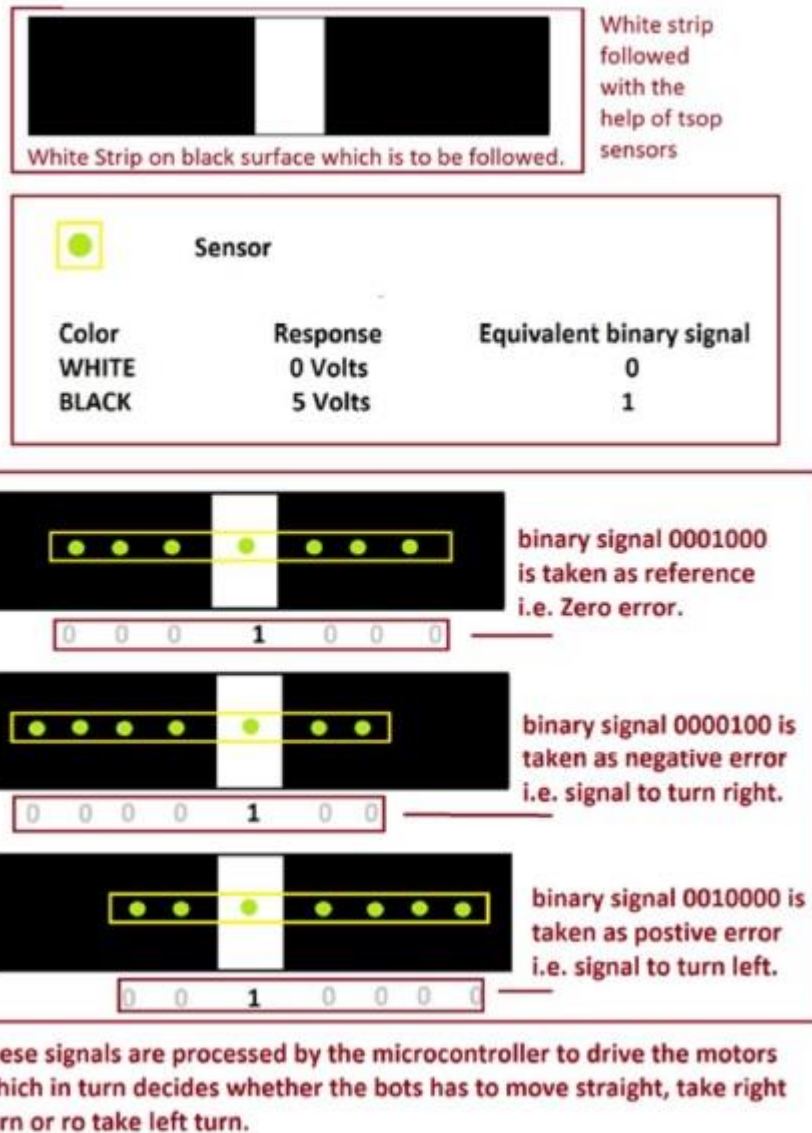 White strip
followed
with the
help of tsop
sensors
White Strip on black surface which is to be followed.
Sensor
Color Response Equivalent binary signal
WHITE 0 Volts 0
BLACK 5 Volts 1
binary signal 0001000
is taken as reference
i.e. Zero error.
0 0 0 1 0 0 0
binary signal 0000100 is
taken as negative error
i.e. signal to turn right.
0 0 0 0 1 0 0
binary signal 0010000 is
taken as postive error
i.e. signal to turn left.
0 0 1 0 0 0 0
ese signals are processed by the microcontroller to drive the motors
hich in turn decides whether the bots has to move straight, take right
rn or ro take left turn.